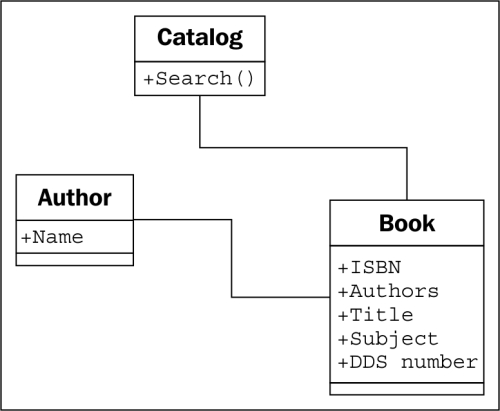 Catalog
+Search()
Author
+Name
Book
+ISBN
+Authors
+Title
+Subject
+DDS number